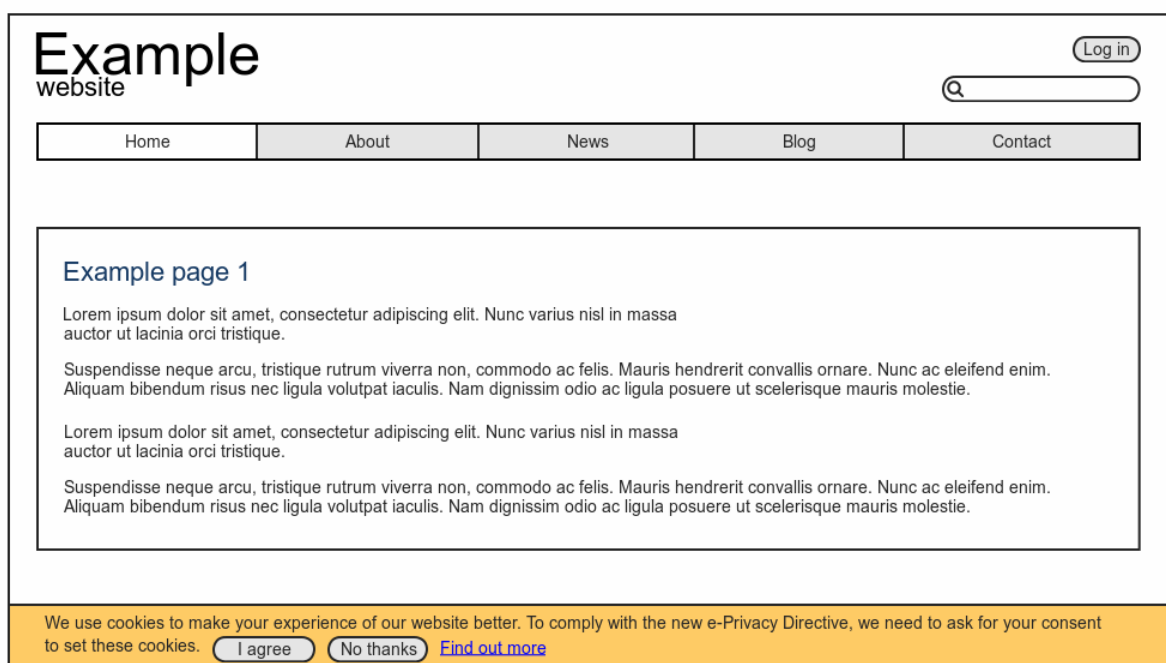 Example
website
Log in
Home About News Blog Contact
Example page 1
Lorem ipsum dolor sit amet, consectetur adipiscing elit. Nunc varius nisl in massa
auctor ut lacinia orci tristique.
Suspendisse neque arcu, tristique rutrum viverra non, commodo ac felis. Mauris hendrerit convallis ornare. Nunc ac eleifend enim.
Aliquam bibendum risus nec ligula volutpat iaculis. Nam dignissim odio ac ligula posuere ut scelerisque mauris molestie.
Lorem ipsum dolor sit amet, consectetur adipiscing elit. Nunc varius nisl in massa
auctor ut lacinia orci tristique.
Suspendisse neque arcu, tristique rutrum viverra non, commodo ac felis. Mauris hendrerit convallis ornare. Nunc ac eleifend enim.
Aliquam bibendum risus nec ligula volutpat iaculis. Nam dignissim odio ac ligula posuere ut scelerisque mauris molestie.
We use cookies to make your experience of our website better. To comply with the new e-Privacy Directive, we need to ask for your consent
to set these cookies. I agree No thanks Find out more